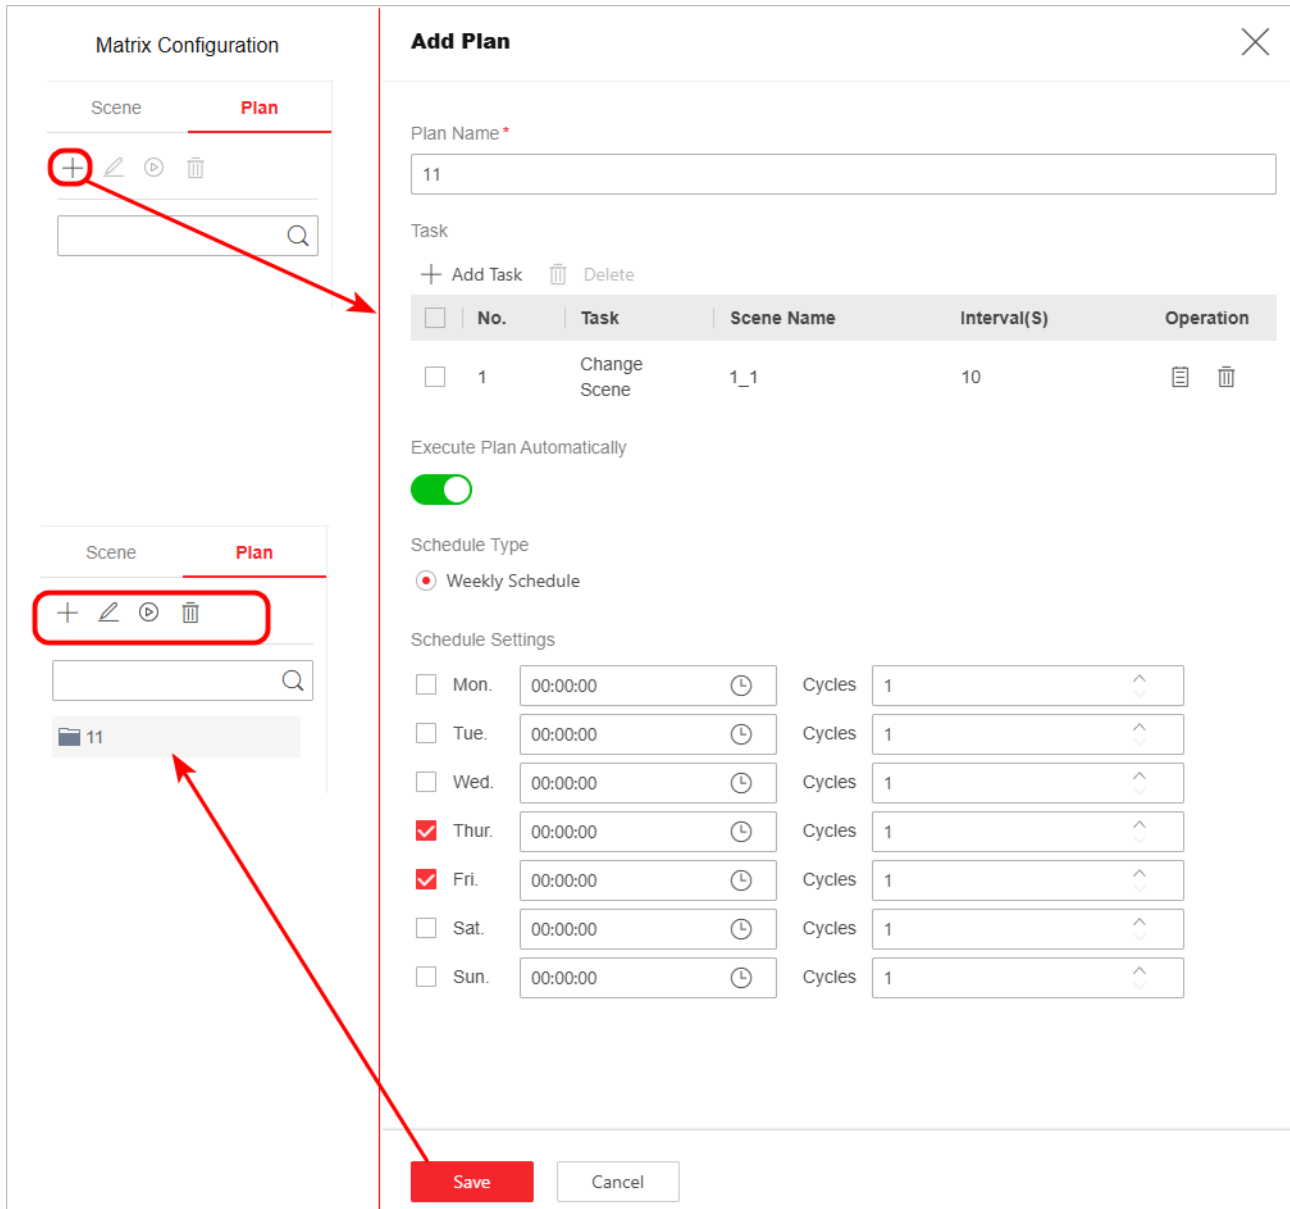 Matrix Configuration
Scene Plan
Scene Plan
11
Add Plan
Plan Name*
11
Task
Add Task Delete
No. Task Scene Name Interval(S) Operation
1 Change Scene 1_1 10
Execute Plan Automatically
Schedule Type
Weekly Schedule
Schedule Settings
Mon. 00:00:00 Cycles 1
Tue. 00:00:00 Cycles 1
Wed. 00:00:00 Cycles 1
Thur. 00:00:00 Cycles 1
Fri. 00:00:00 Cycles 1
Sat. 00:00:00 Cycles 1
Sun. 00:00:00 Cycles 1
Save Cancel